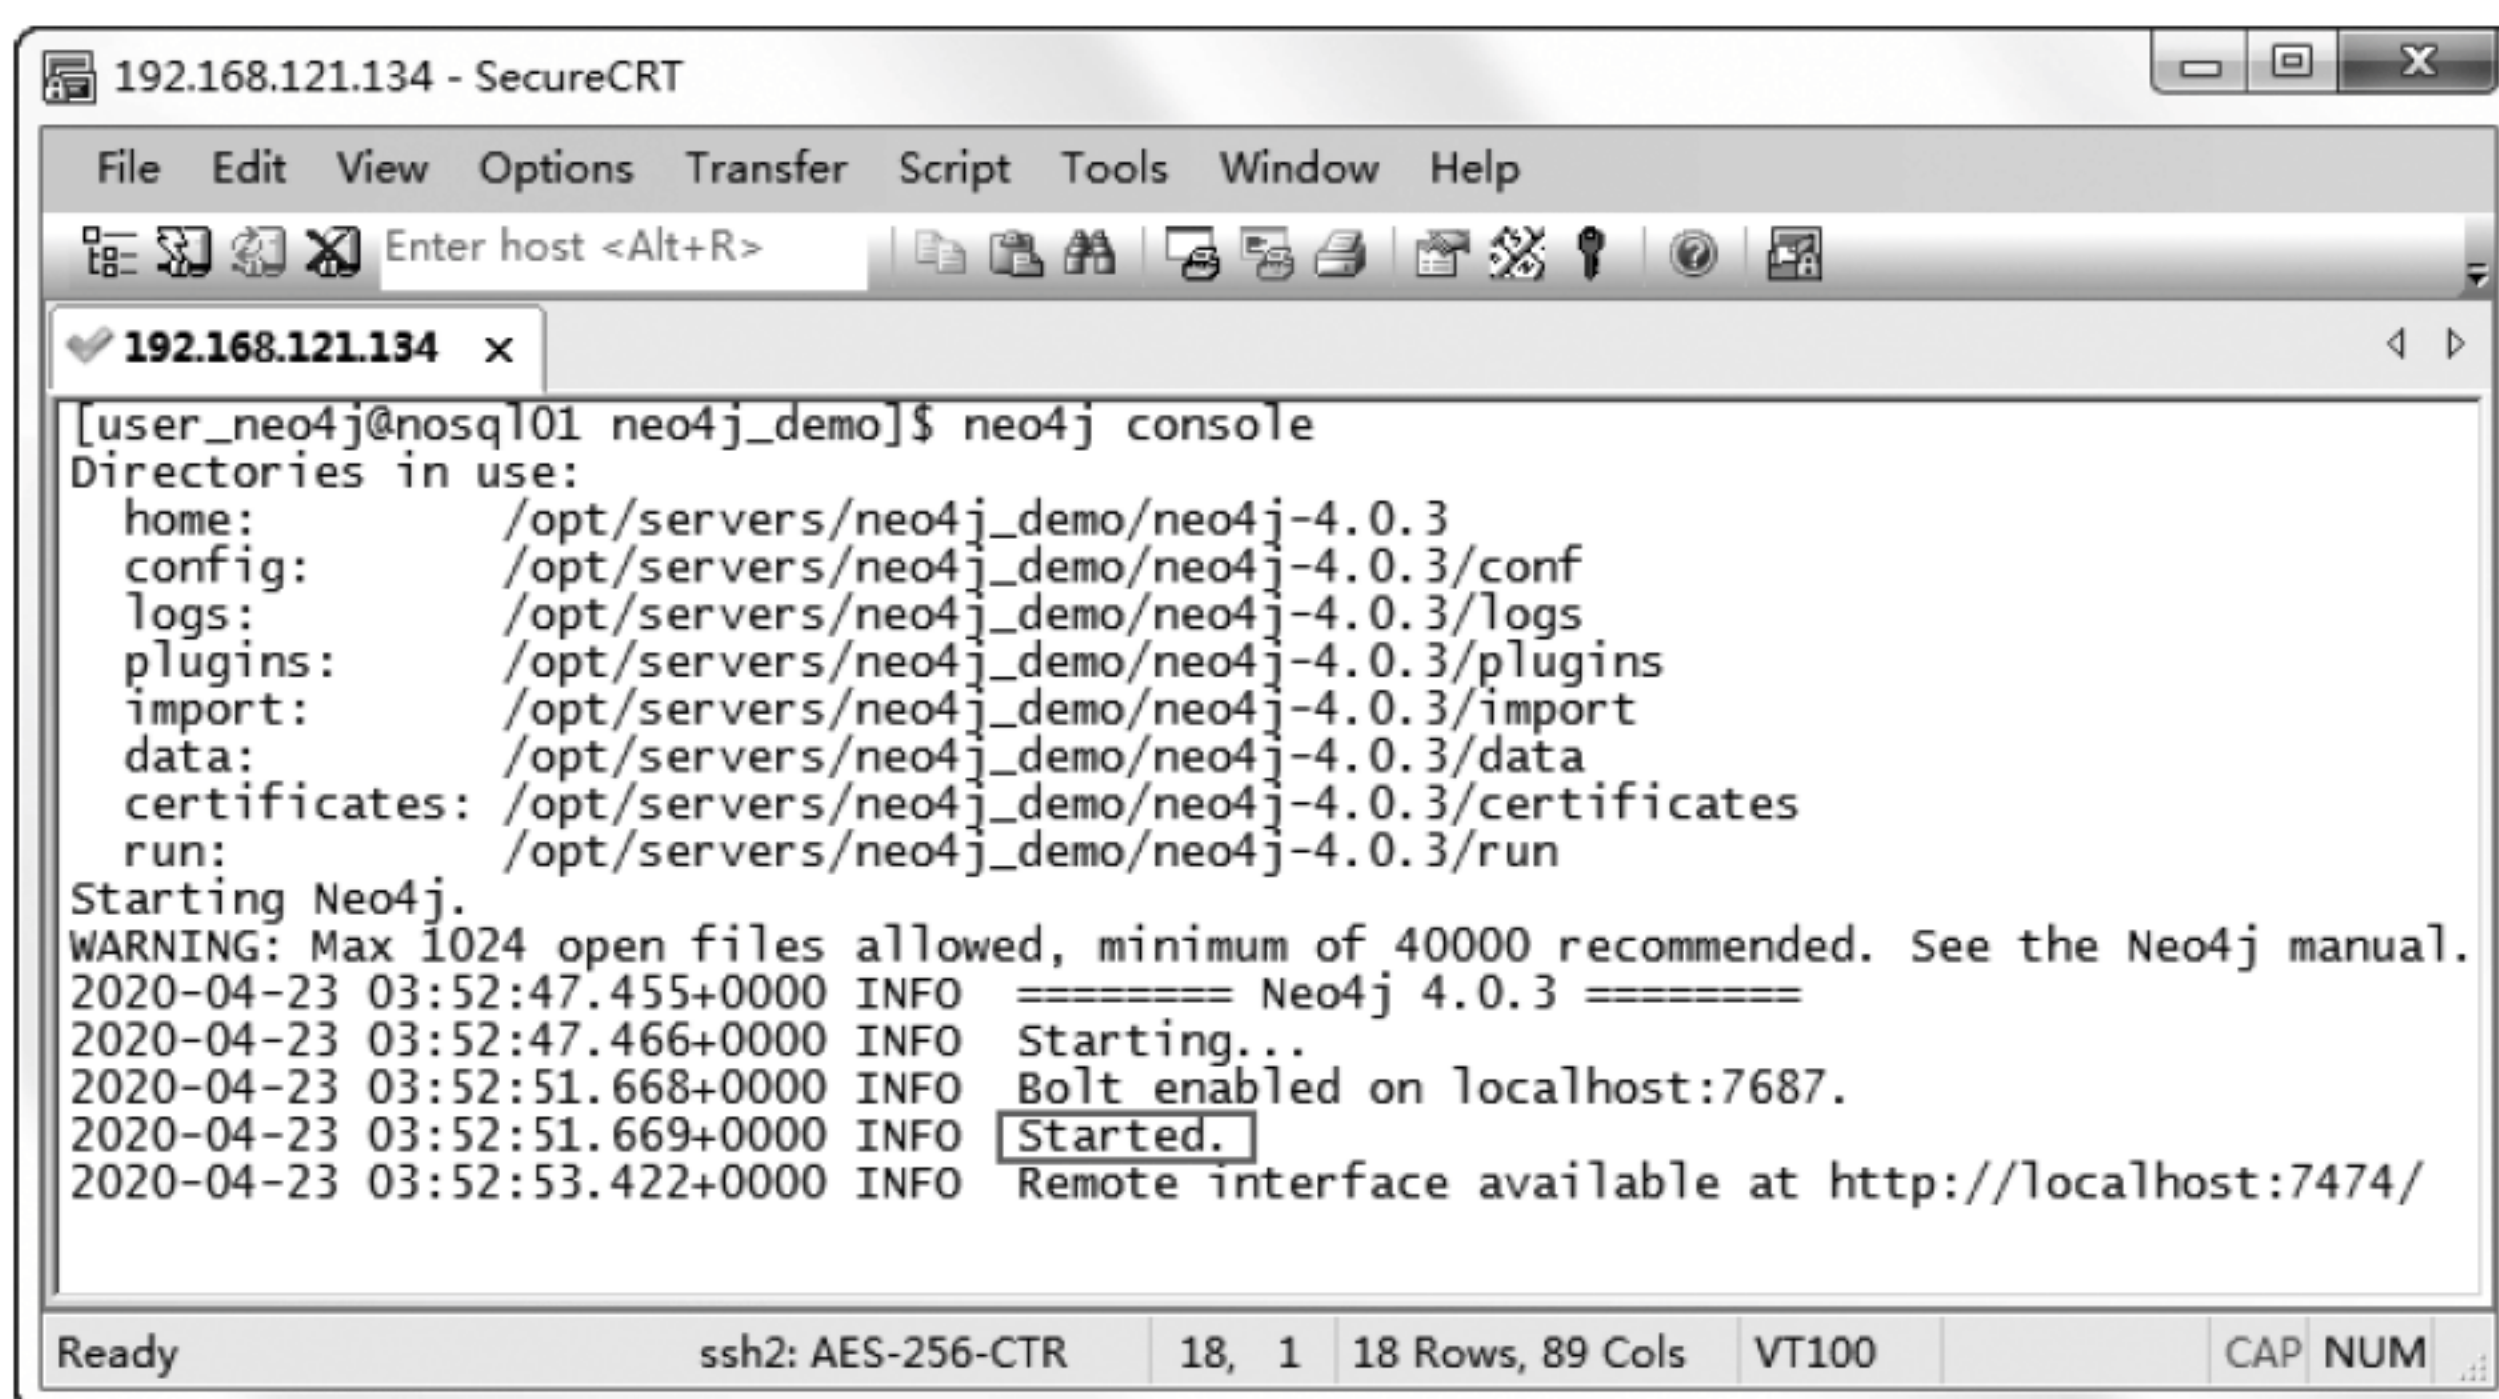 192.168.121.134 - SecureCRT
File Edit View Options Transfer Script Tools Window Help
Enter host <Alt+R>
192.168.121.134
[user_neo4j@nosql01 neo4j_demo]$ neo4j console
Directories in use:
  home:         /opt/servers/neo4j_demo/neo4j-4.0.3
  config:       /opt/servers/neo4j_demo/neo4j-4.0.3/conf
  logs:         /opt/servers/neo4j_demo/neo4j-4.0.3/logs
  plugins:      /opt/servers/neo4j_demo/neo4j-4.0.3/plugins
  import:       /opt/servers/neo4j_demo/neo4j-4.0.3/import
  data:         /opt/servers/neo4j_demo/neo4j-4.0.3/data
  certificates: /opt/servers/neo4j_demo/neo4j-4.0.3/certificates
  run:          /opt/servers/neo4j_demo/neo4j-4.0.3/run
Starting Neo4j.
WARNING: Max 1024 open files allowed, minimum of 40000 recommended. See the Neo4j manual.
2020-04-23 03:52:47.455+0000 INFO  ======== Neo4j 4.0.3 ========
2020-04-23 03:52:47.466+0000 INFO  Starting...
2020-04-23 03:52:51.668+0000 INFO  Bolt enabled on localhost:7687.
2020-04-23 03:52:51.669+0000 INFO  Started.
2020-04-23 03:52:53.422+0000 INFO  Remote interface available at http://localhost:7474/
Ready ssh2: AES-256-CTR 18, 1 18 Rows, 89 Cols VT100 CAP NUM